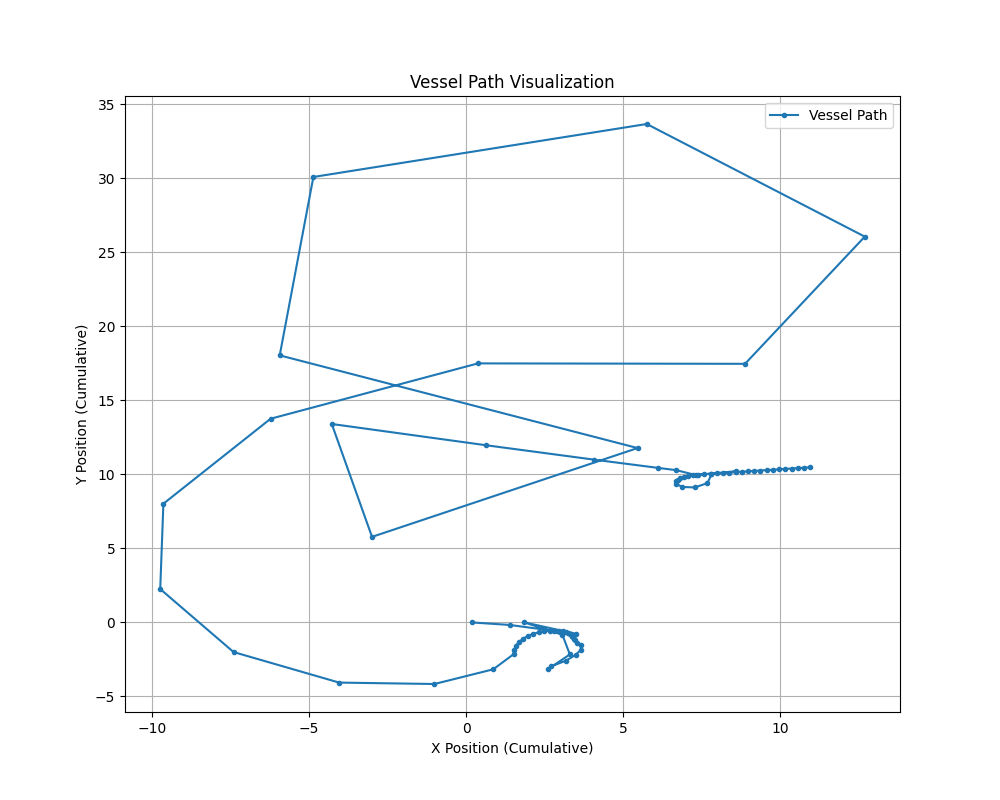 Vessel Path Visualization
Vessel Path
Y Position (Cumulative)
35
30
25
20
15
10
5
0
−5
−10 −5 0 5 10
X Position (Cumulative)